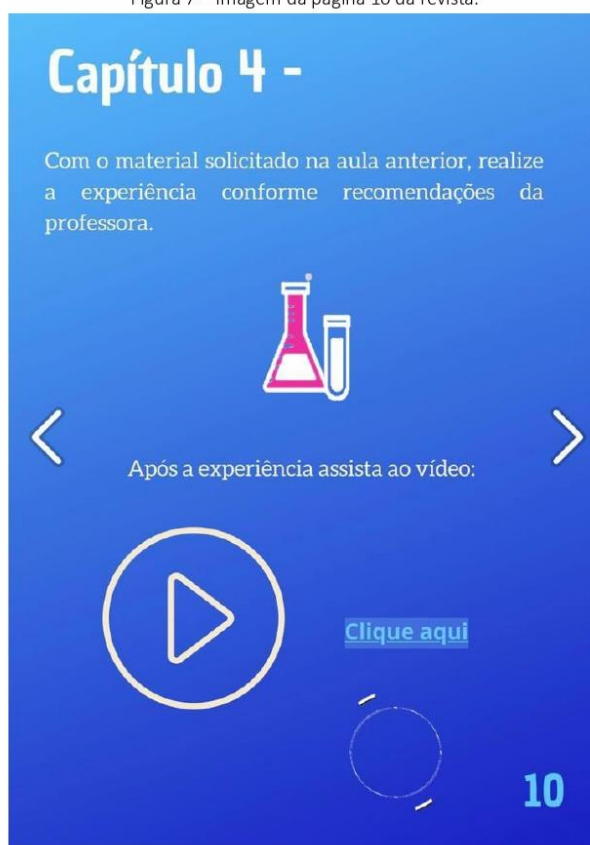 Figura 7 – Imagem da página 10 da revista.
Capítulo 4 -
Com o material solicitado na aula anterior, realize
a experiência conforme recomendações da
professora.
Após a experiência assista ao vídeo:
Clique aqui
10